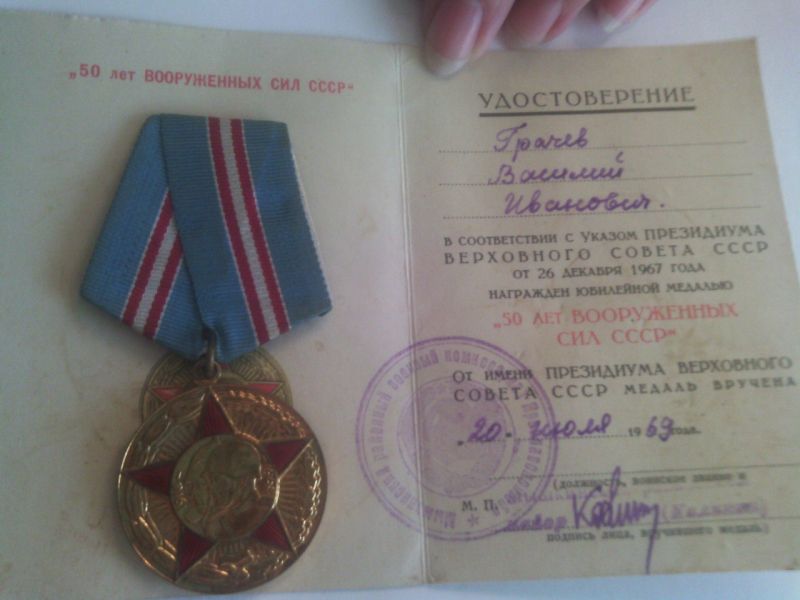 „50 лет ВООРУЖЕННЫХ СИЛ СССР“
УДОСТОВЕРЕНИЕ
Грачев
Василий
Иванович.
В СООТВЕТСТВИИ С УКАЗОМ ПРЕЗИДИУМА
ВЕРХОВНОГО СОВЕТА СССР
ОТ 26 ДЕКАБРЯ 1967 ГОДА
НАГРАЖДЕН ЮБИЛЕЙНОЙ МЕДАЛЬЮ
„50 ЛЕТ ВООРУЖЕННЫХ
СИЛ СССР“
ОТ ИМЕНИ ПРЕЗИДИУМА ВЕРХОВНОГО
СОВЕТА СССР МЕДАЛЬ ВРУЧЕНА
„20“ июля 1969 года.
(должность, воинское звание и
М. П.
майор
подпись лица, вручившего медаль)
районный военный